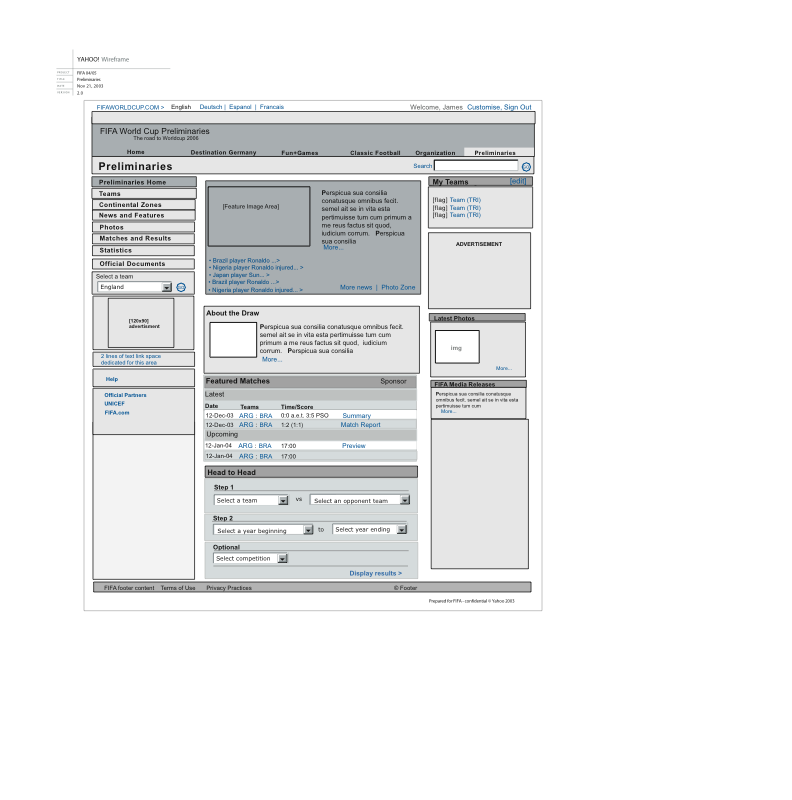 YAHOO! Wireframe
PROJECT FIFA 04/05
TITLE Preliminaries
DATE Nov 21, 2003
VERSION 2.0
FIFAWORLDCUP.COM > English Deutsch | Espanol | Francais Welcome, James Customise, Sign Out
FIFA World Cup Preliminaries
The road to Worldcup 2006
Home Destination Germany Fun+Games Classic Football Organization Preliminaries
Preliminaries Search GO
Preliminaries Home
Teams
Continental Zones
News and Features
Photos
Matches and Results
Statistics
Official Documents
Select a team
England GO
[120x90]
advertisment
2 lines of text link space
dedicated for this area
Help
Official Partners
UNICEF
FIFA.com
[Feature Image Area]
Perspicua sua consilia
conatusque omnibus fecit.
semel ait se in vita esta
pertimuisse tum cum primum a
me reus factus sit quod,
iudicium corrum. Perspicua
sua consilia
More...
• Brazil player Ronaldo ...>
• Nigeria player Ronaldo injured... >
• Japan player Sun... >
• Brazil player Ronaldo ...>
• Nigeria player Ronaldo injured... >
More news | Photo Zone
About the Draw
Perspicua sua consilia conatusque omnibus fecit.
semel ait se in vita esta pertimuisse tum cum
primum a me reus factus sit quod, iudicium
corrum. Perspicua sua consilia
More...
Featured Matches Sponsor
Latest
Date Teams Time/Score
12-Dec-03 ARG : BRA 0:0 a.e.t, 3:5 PSO Summary
12-Dec-03 ARG : BRA 1:2 (1:1) Match Report
Upcoming
12-Jan-04 ARG : BRA 17:00 Preview
12-Jan-04 ARG : BRA 17:00
Head to Head
Step 1
Select a team vs Select an opponent team
Step 2
Select a year beginning to Select year ending
Optional
Select competition
Display results >
My Teams [edit]
[flag] Team (TRI)
[flag] Team (TRI)
[flag] Team (TRI)
ADVERTISEMENT
Latest Photos
img
More...
FIFA Media Releases
Perspicua sua consilia conatusque
omnibus fecit. semel ait se in vita esta
pertimuisse tum cum
More...
FIFA footer content Terms of Use Privacy Practices © Footer
Prepared for FIFA - confidential © Yahoo 2003